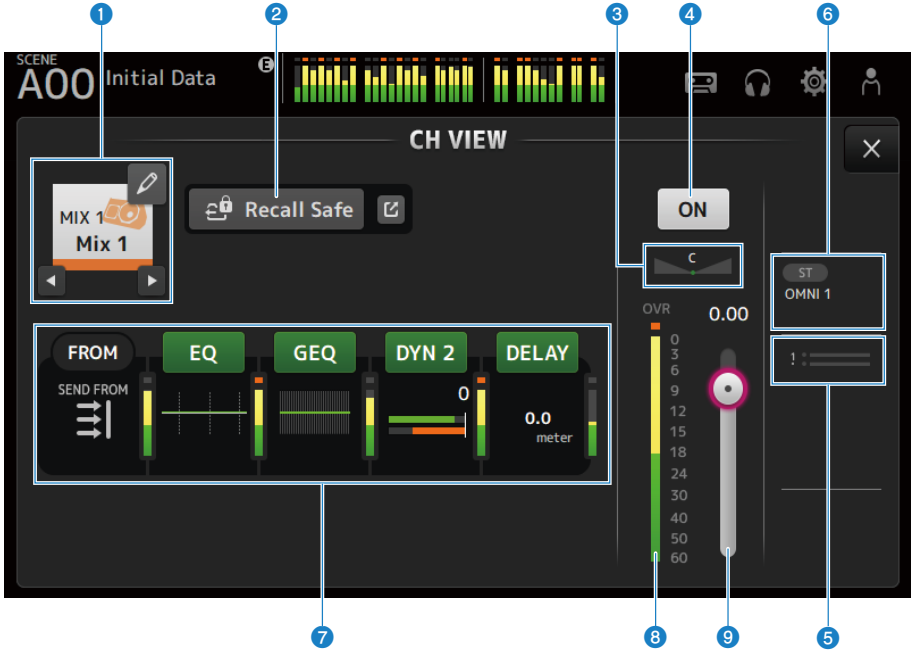 1
2
3
4
6
SCENE
A00 Initial Data
E
CH VIEW
MIX 1
Mix 1
Recall Safe
ON
C
ST
OMNI 1
OVR
0.00
0
3
6
9
12
15
18
24
30
40
50
60
1
FROM
EQ
GEQ
DYN 2
DELAY
SEND FROM
0
0.0
meter
7
8
9
5